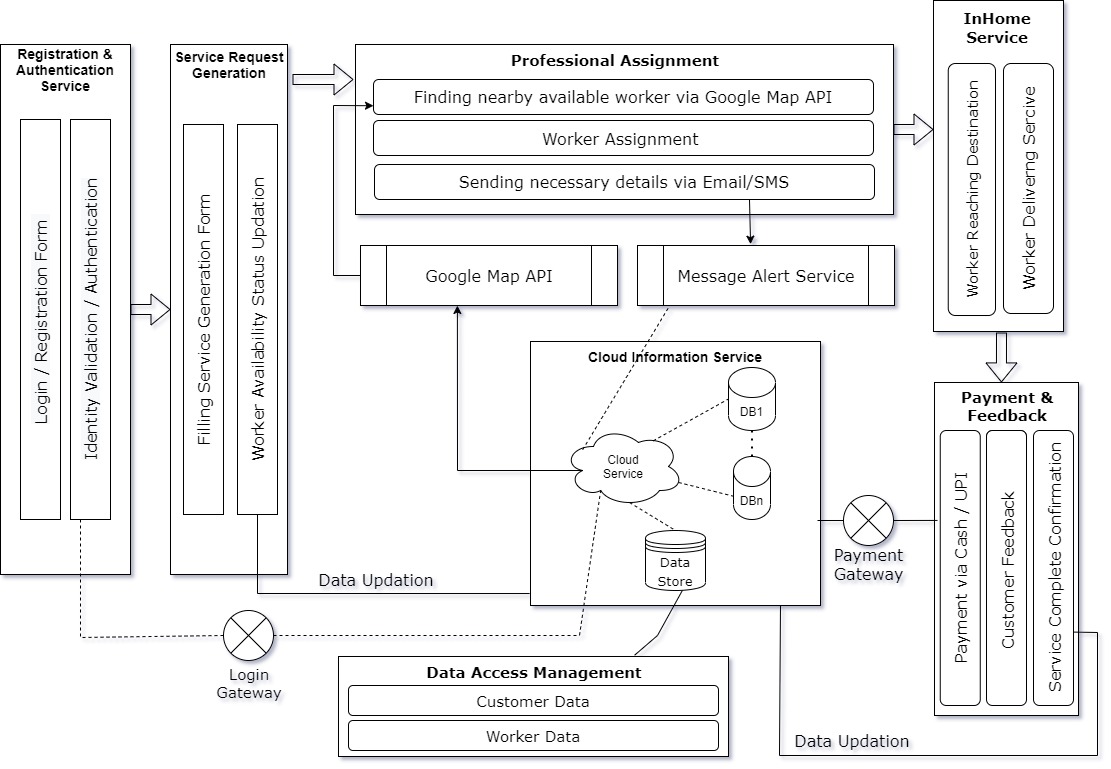 Registration &
Authentication
Service
Login / Registration Form
Identity Validation / Authentication
Service Request
Generation
Filling Service Generation Form
Worker Availability Status Updation
Professional Assignment
Finding nearby available worker via Google Map API
Worker Assignment
Sending necessary details via Email/SMS
InHome
Service
Worker Reaching Destination
Worker Deliverng Sercive
Google Map API
Message Alert Service
Cloud Information Service
DB1
Cloud
Service
DBn
Data
Store
Payment &
Feedback
Payment via Cash / UPI
Customer Feedback
Service Complete Confirmation
Payment
Gateway
Data Updation
Login
Gateway
Data Access Management
Customer Data
Worker Data
Data Updation